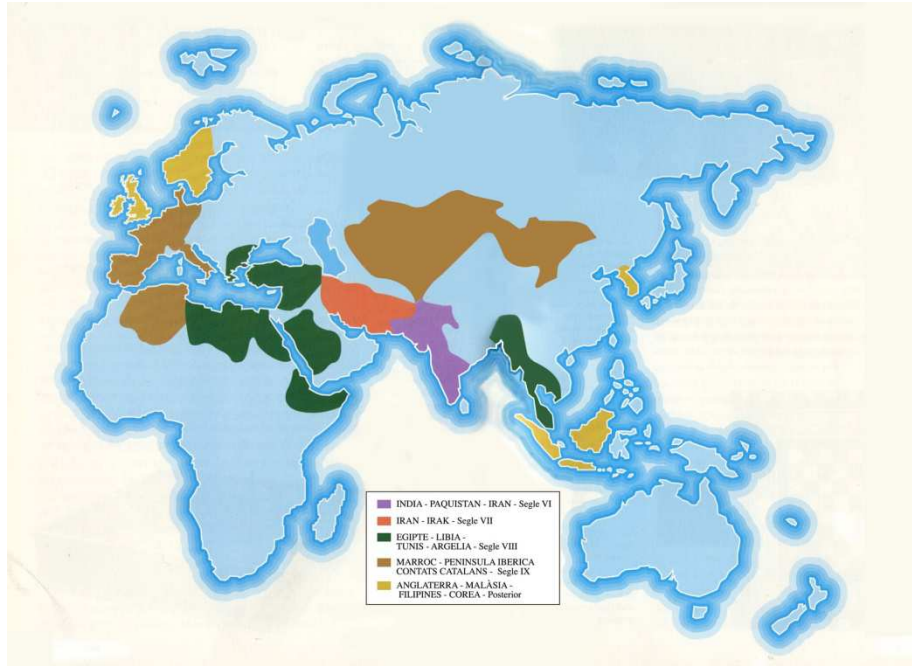 INDIA - PAQUISTAN - IRAN - Segle VI
IRAN - IRAK - Segle VII
EGIPTE - LIBIA -
TUNIS - ARGELIA - Segle VIII
MARROC - PENINSULA IBERICA
CONTATS CATALANS - Segle IX
ANGLATERRA - MALÀSIA -
FILIPINES - COREA - Posterior